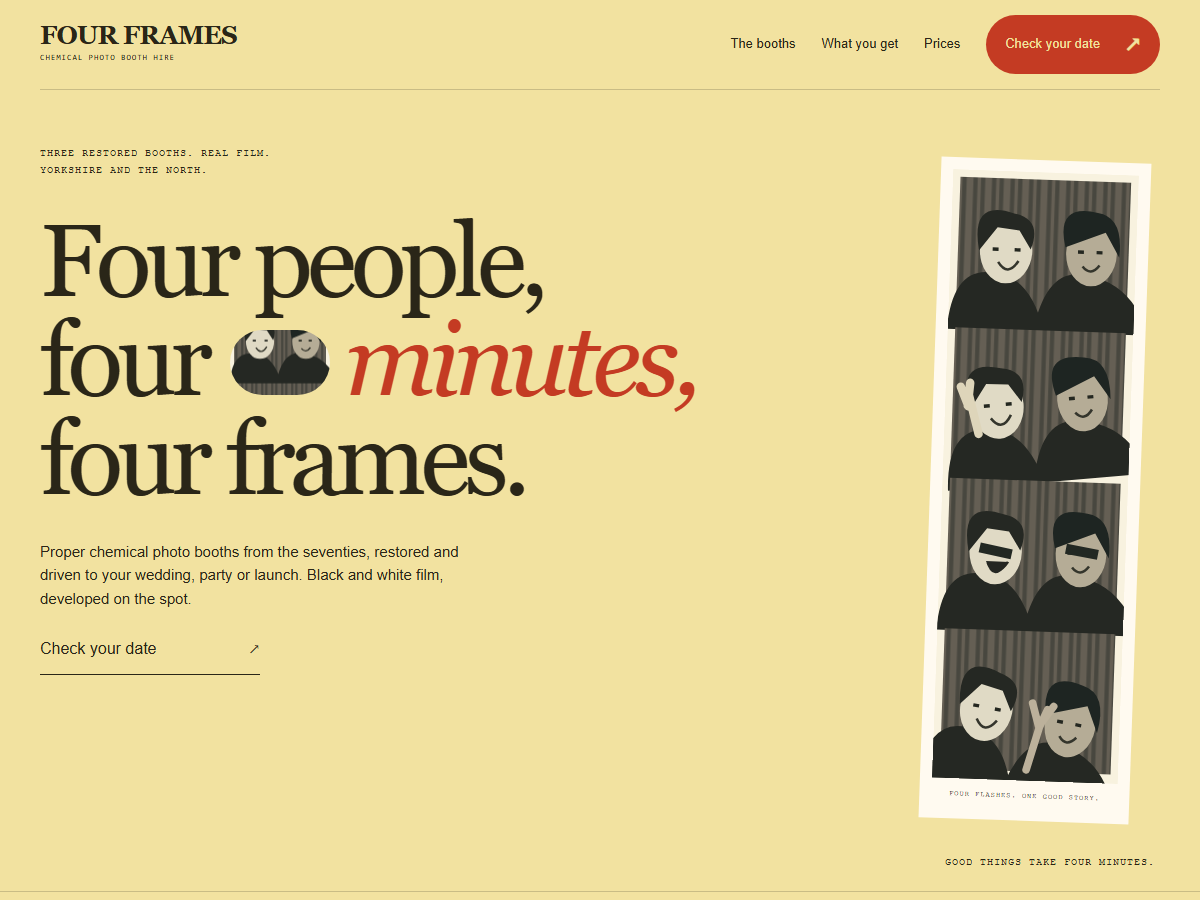 FOUR FRAMES
CHEMICAL PHOTO BOOTH HIRE
The booths
What you get
Prices
Check your date ↗
THREE RESTORED BOOTHS. REAL FILM.
YORKSHIRE AND THE NORTH.
Four people,
four minutes,
four frames.
Proper chemical photo booths from the seventies, restored and
driven to your wedding, party or launch. Black and white film,
developed on the spot.
Check your date ↗
FOUR FLASHES. ONE GOOD STORY.
GOOD THINGS TAKE FOUR MINUTES.